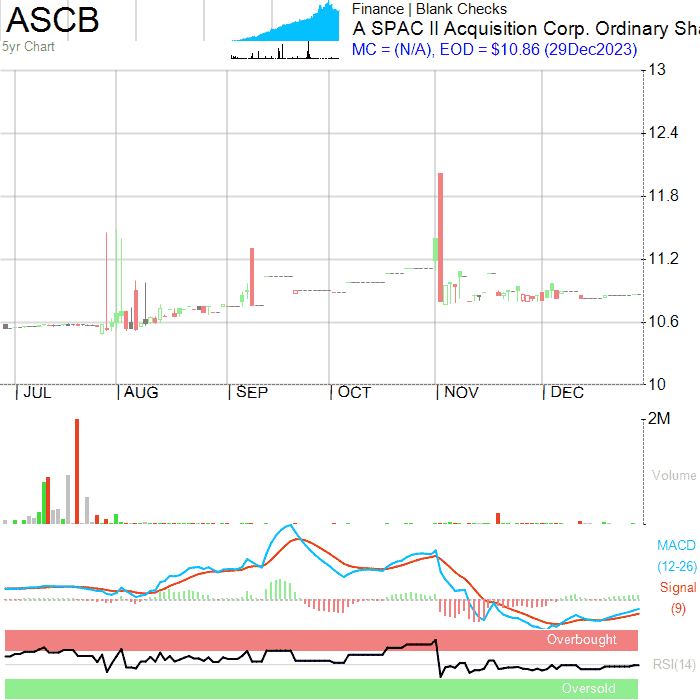 ASCB
5yr Chart
Finance | Blank Checks
A SPAC II Acquisition Corp. Ordinary Sha
MC = (N/A), EOD = $10.86 (29Dec2023)
13
12.4
11.8
11.2
10.6
10
JUL AUG SEP OCT NOV DEC
2M
Volume
MACD
(12-26)
Signal
(9)
Overbought
RSI(14)
Oversold